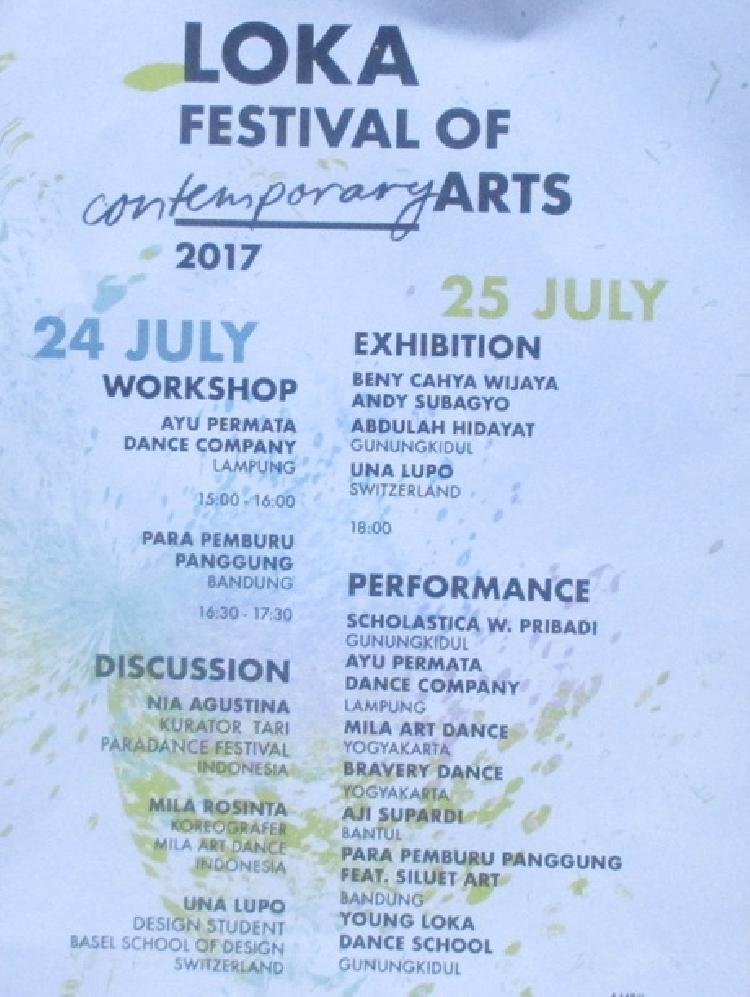 LOKA
FESTIVAL OF
contemporary ARTS
2017
24 JULY
WORKSHOP
AYU PERMATA
DANCE COMPANY
LAMPUNG
15:00 - 16:00
PARA PEMBURU
PANGGUNG
BANDUNG
16:30 - 17:30
DISCUSSION
NIA AGUSTINA
KURATOR TARI
PARADANCE FESTIVAL
INDONESIA
MILA ROSINTA
KOREOGRAFER
MILA ART DANCE
INDONESIA
UNA LUPO
DESIGN STUDENT
BASEL SCHOOL OF DESIGN
SWITZERLAND
25 JULY
EXHIBITION
BENY CAHYA WIJAYA
ANDY SUBAGYO
ABDULAH HIDAYAT
GUNUNGKIDUL
UNA LUPO
SWITZERLAND
18:00
PERFORMANCE
SCHOLASTICA W. PRIBADI
GUNUNGKIDUL
AYU PERMATA
DANCE COMPANY
LAMPUNG
MILA ART DANCE
YOGYAKARTA
BRAVERY DANCE
YOGYAKARTA
AJI SUPARDI
BANTUL
PARA PEMBURU PANGGUNG
FEAT. SILUET ART
BANDUNG
YOUNG LOKA
DANCE SCHOOL
GUNUNGKIDUL